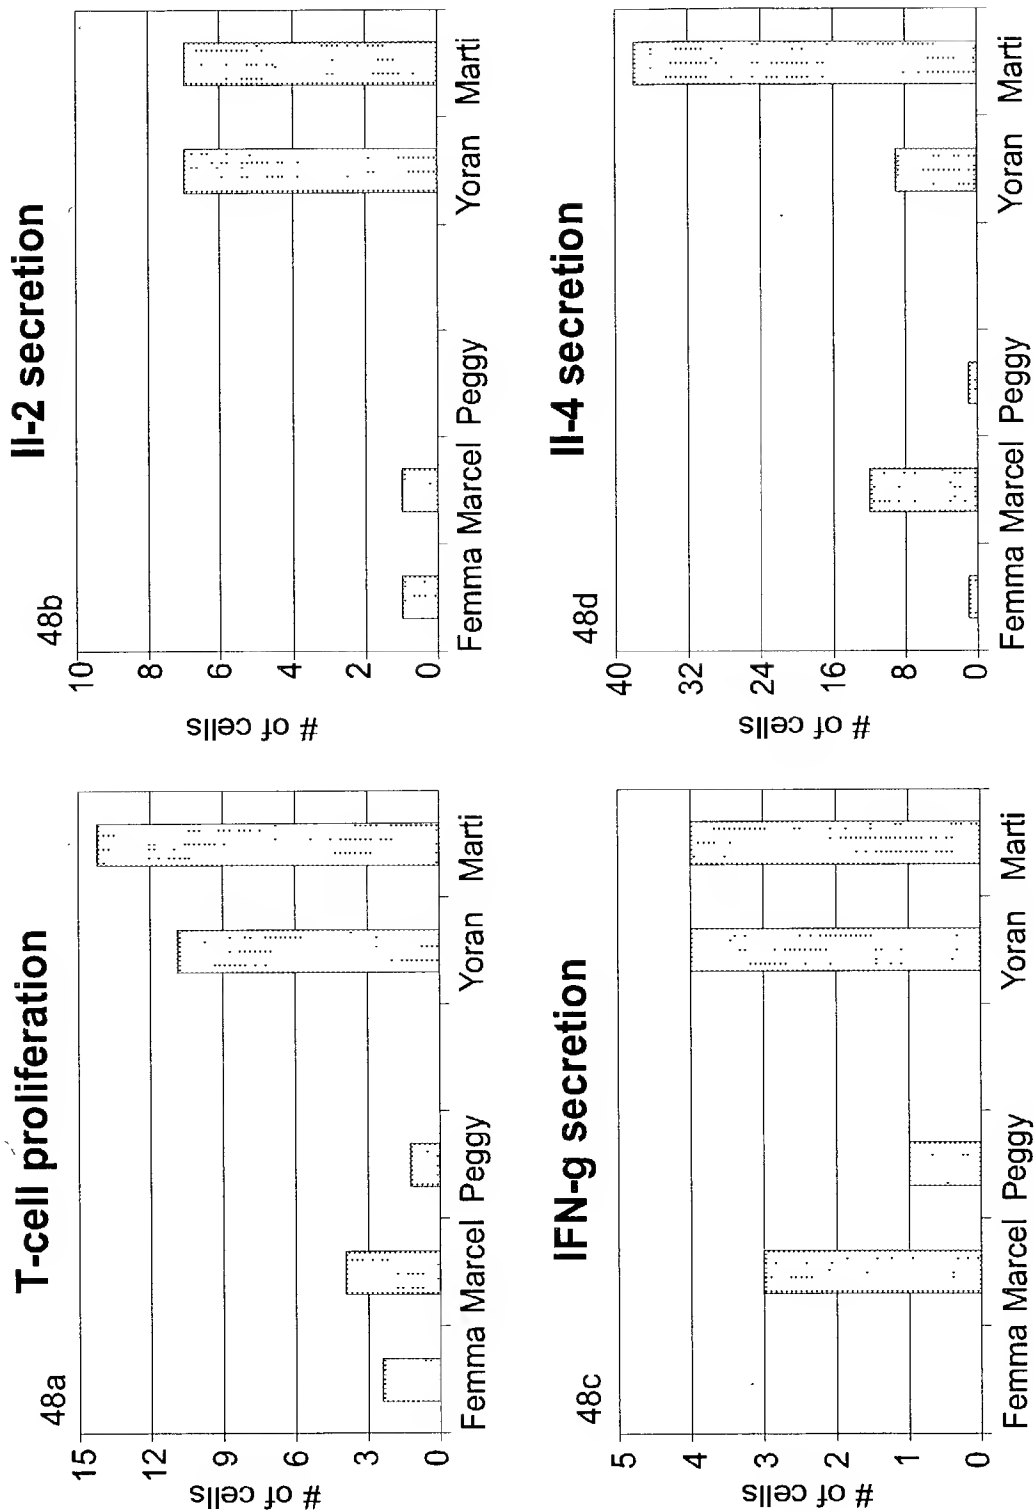 48a
T-cell proliferation
# of cells
15
12
9
6
3
0
Femma Marcel Peggy Yoran Marti
48b
Il-2 secretion
# of cells
10
8
6
4
2
0
Femma Marcel Peggy Yoran Marti
48c
IFN-g secretion
# of cells
5
4
3
2
1
0
Femma Marcel Peggy Yoran Marti
48d
Il-4 secretion
# of cells
40
32
24
16
8
0
Femma Marcel Peggy Yoran Marti